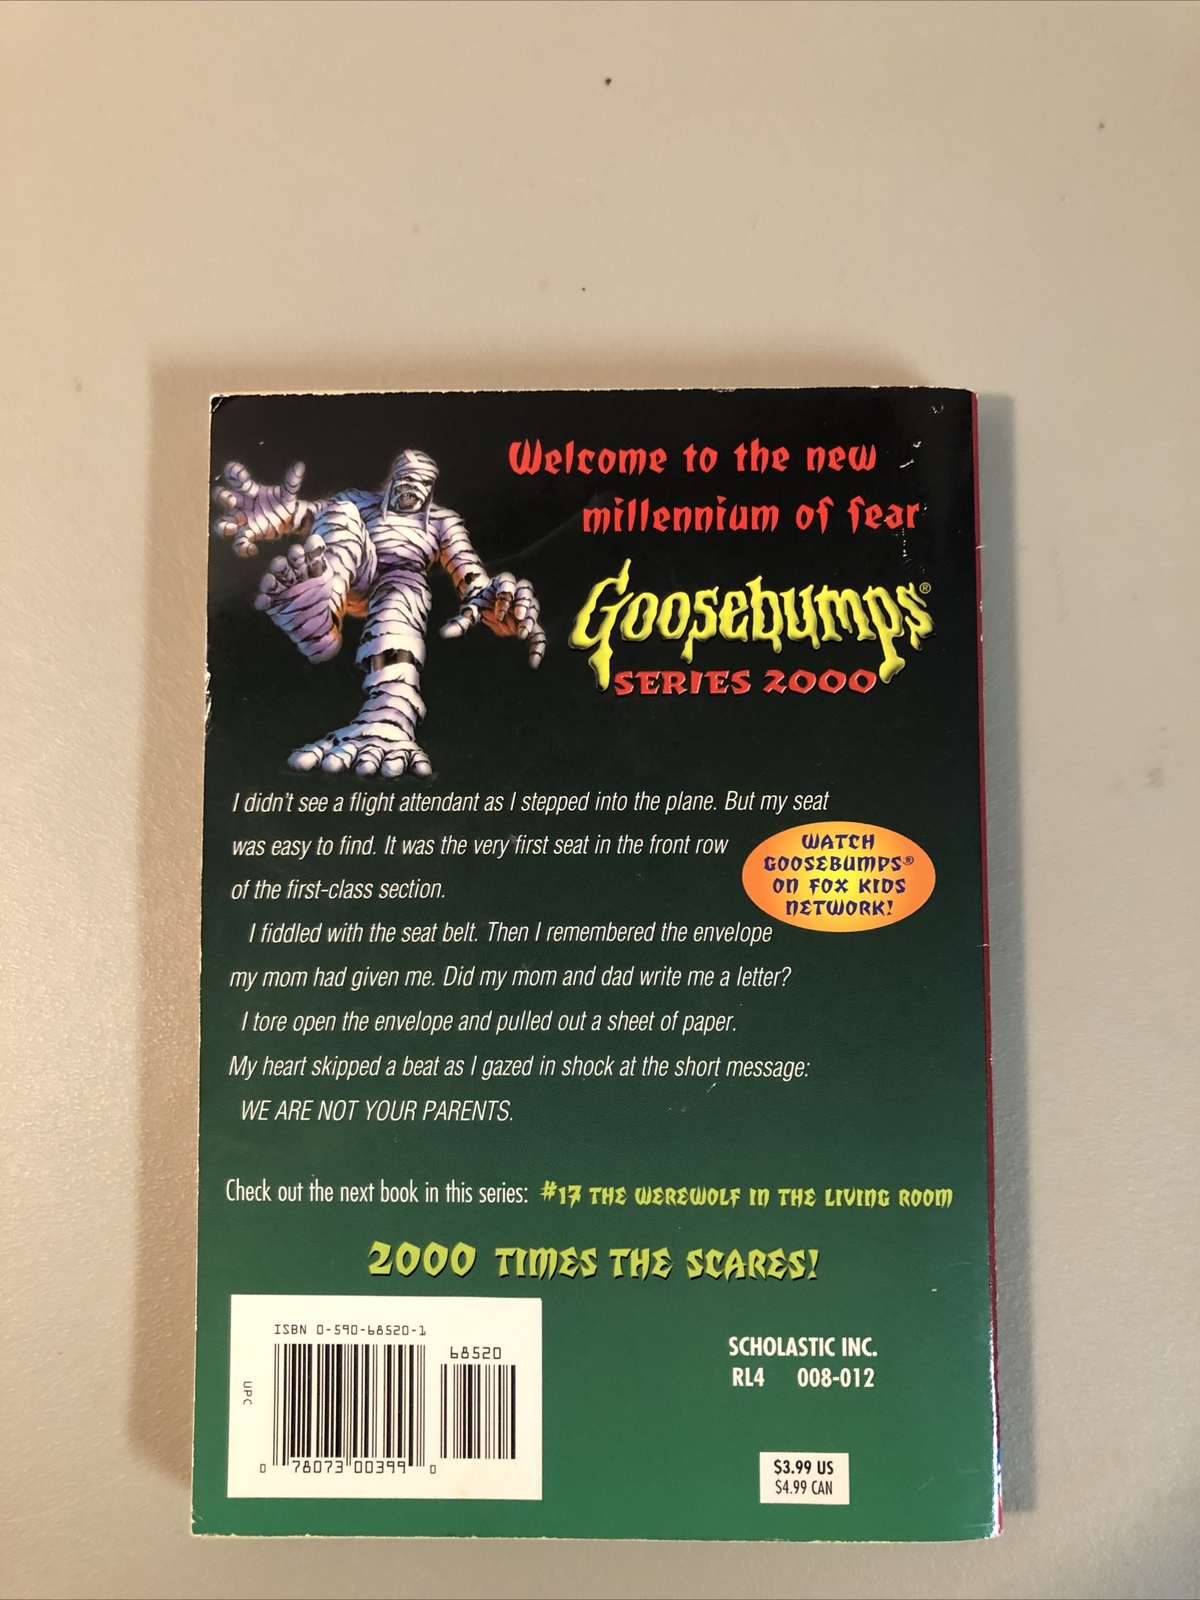 Welcome to the new
millennium of fear
Goosebumps®
SERIES 2000
I didn't see a flight attendant as I stepped into the plane. But my seat
was easy to find. It was the very first seat in the front row
of the first-class section.
WATCH
GOOSEBUMPS®
ON FOX KIDS
NETWORK!
I fiddled with the seat belt. Then I remembered the envelope
my mom had given me. Did my mom and dad write me a letter?
I tore open the envelope and pulled out a sheet of paper.
My heart skipped a beat as I gazed in shock at the short message:
WE ARE NOT YOUR PARENTS.
Check out the next book in this series: #17 THE WEREWOLF IN THE LIVING ROOM
2000 TIMES THE SCARES!
ISBN 0-590-68520-1
68520
UPC
0 78073 00399 0
SCHOLASTIC INC.
RL4 008-012
$3.99 US
$4.99 CAN